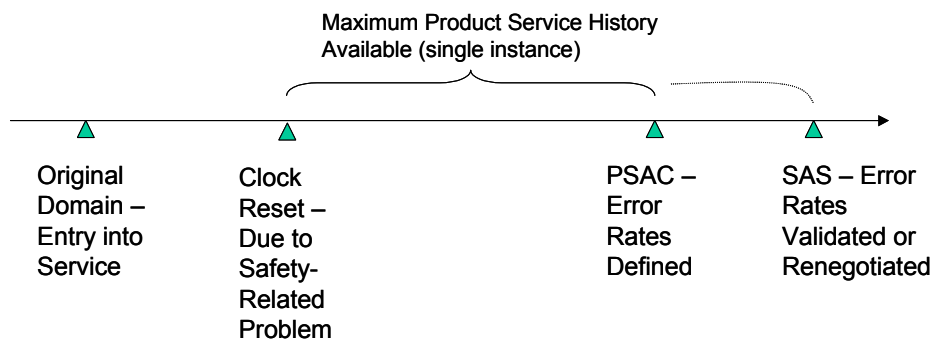 Maximum Product Service History
Available (single instance)
Original
Domain –
Entry into
Service
Clock
Reset –
Due to
Safety-
Related
Problem
PSAC –
Error
Rates
Defined
SAS – Error
Rates
Validated or
Renegotiated